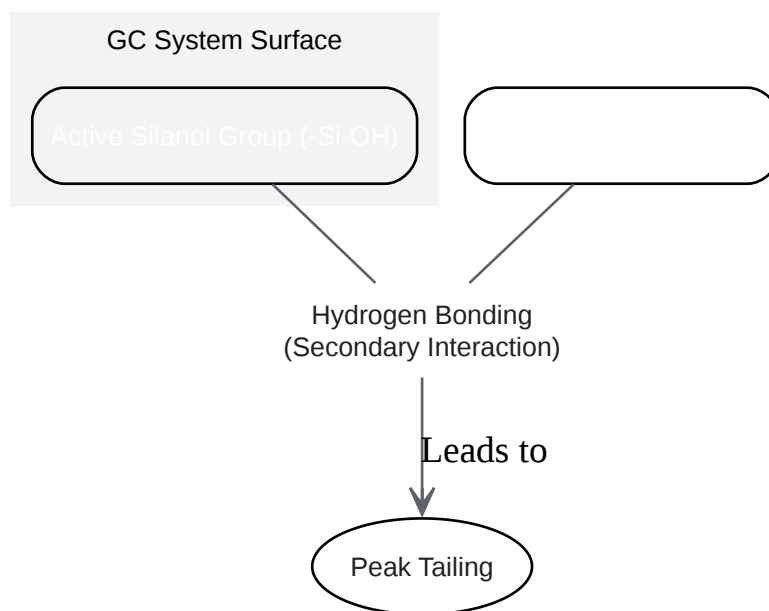 GC System Surface
Active Silanol Group (-Si-OH)
Hydrogen Bonding
(Secondary Interaction)
Leads to
Peak Tailing